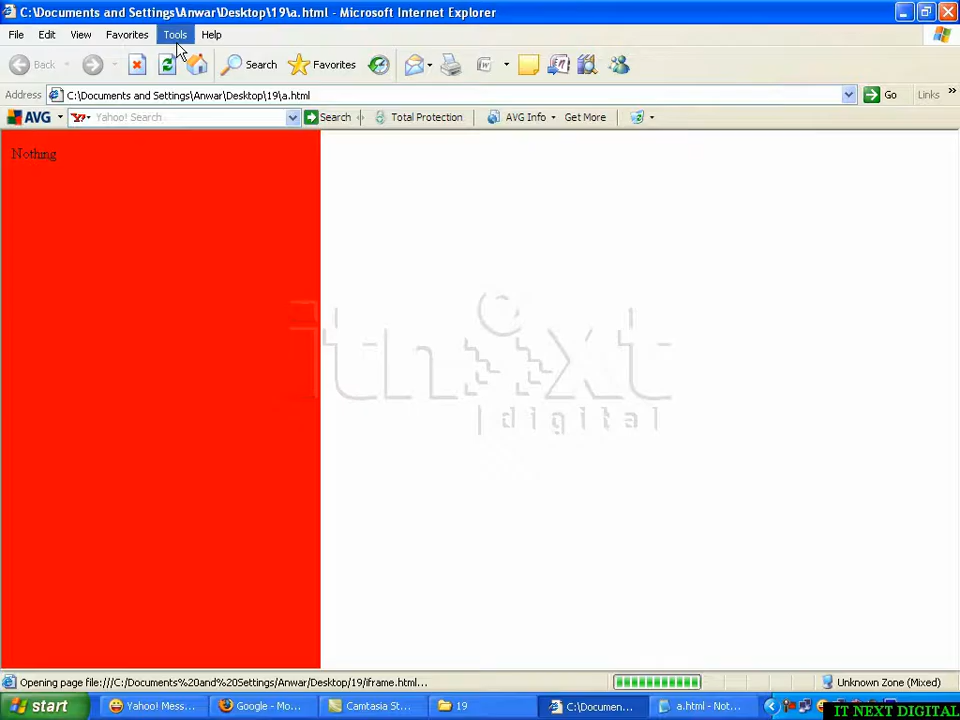 C:\Documents and Settings\Anwar\Desktop\19\a.html - Microsoft Internet Explorer
File Edit View Favorites Tools Help
Back Search Favorites
Address C:\Documents and Settings\Anwar\Desktop\19\a.html Go Links »
AVG Y! Yahoo! Search Search Total Protection AVG Info Get More
Nothing
itnext
|digital
Opening page file:///C:/Documents%20and%20Settings/Anwar/Desktop/19/iframe.html... Unknown Zone (Mixed)
start Yahoo! Mess... Google - Mo... Camtasia St... 19 C:\Documen... a.html - Not...
IT NEXT DIGITAL